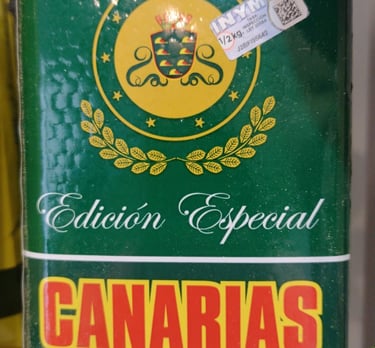 INYM
1/2 kg.
Edición Especial
CANARIAS